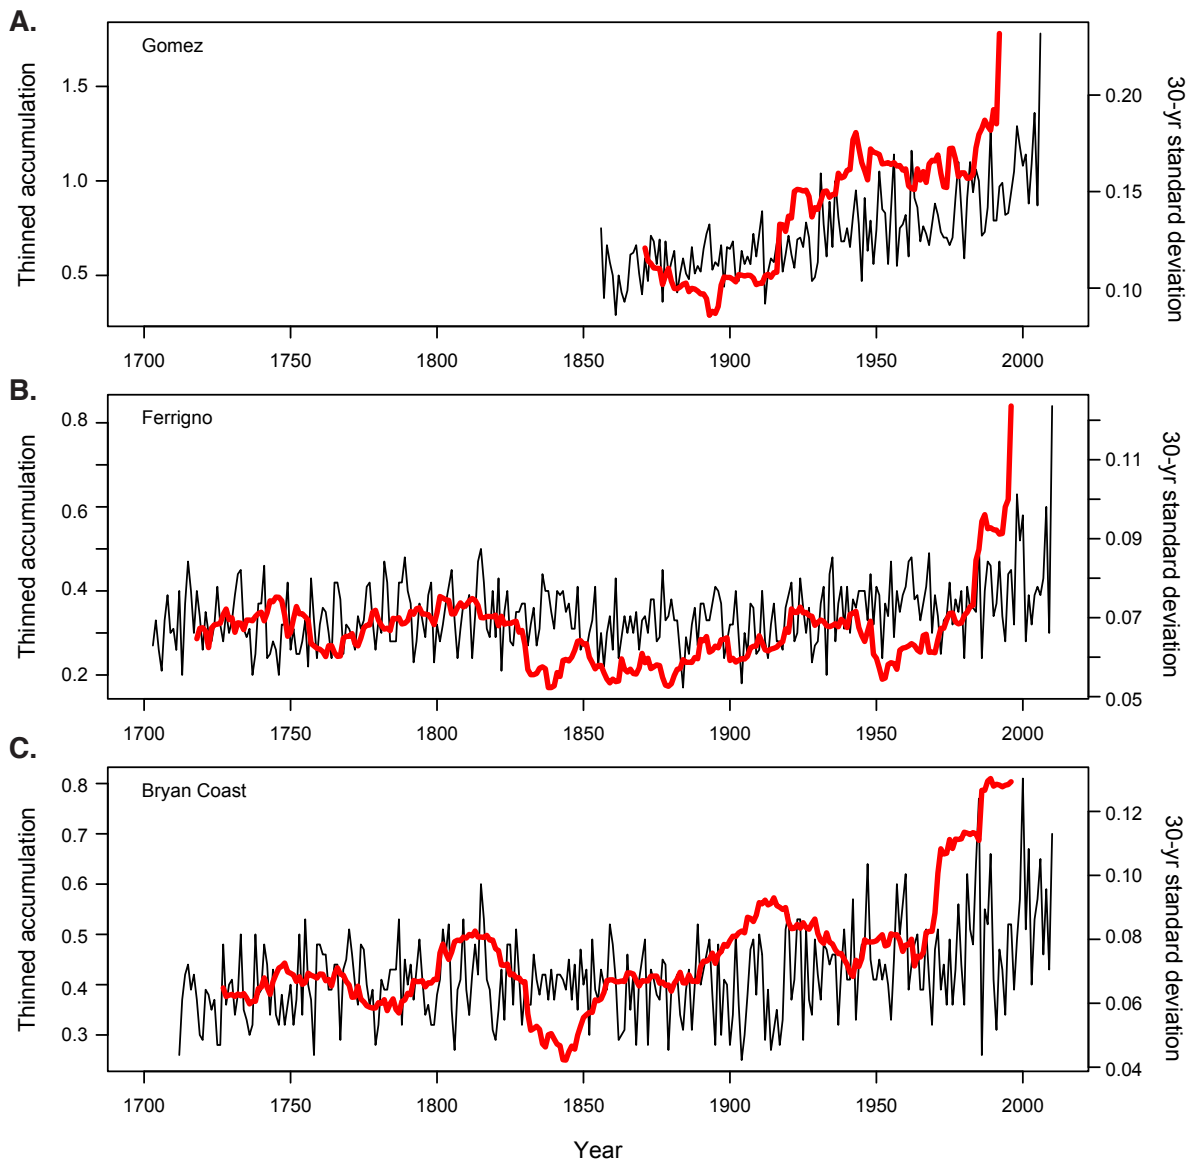 A.
Gomez
Thinned accumulation
1.5
1.0
0.5
0.20
0.15
0.10
30-yr standard deviation
1700 1750 1800 1850 1900 1950 2000
B.
Ferrigno
Thinned accumulation
0.8
0.6
0.4
0.2
0.11
0.09
0.07
0.05
30-yr standard deviation
1700 1750 1800 1850 1900 1950 2000
C.
Bryan Coast
Thinned accumulation
0.8
0.7
0.6
0.5
0.4
0.3
0.12
0.10
0.08
0.06
0.04
30-yr standard deviation
1700 1750 1800 1850 1900 1950 2000
Year